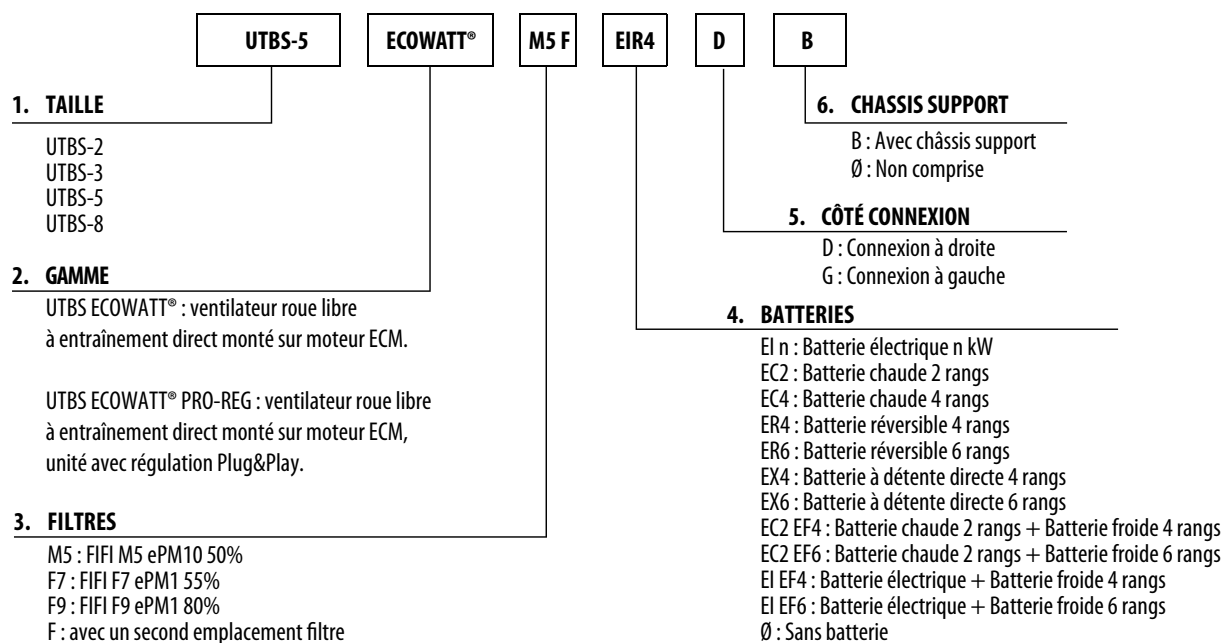 UTBS-5 ECOWATT® M5 F EIR4 D B
1. TAILLE
UTBS-2
UTBS-3
UTBS-5
UTBS-8
2. GAMME
UTBS ECOWATT® : ventilateur roue libre
à entraînement direct monté sur moteur ECM.
UTBS ECOWATT® PRO-REG : ventilateur roue libre
à entraînement direct monté sur moteur ECM,
unité avec régulation Plug&Play.
3. FILTRES
M5 : FIFI M5 ePM10 50%
F7 : FIFI F7 ePM1 55%
F9 : FIFI F9 ePM1 80%
F : avec un second emplacement filtre
6. CHASSIS SUPPORT
B : Avec châssis support
Ø : Non comprise
5. CÔTÉ CONNEXION
D : Connexion à droite
G : Connexion à gauche
4. BATTERIES
EI n : Batterie électrique n kW
EC2 : Batterie chaude 2 rangs
EC4 : Batterie chaude 4 rangs
ER4 : Batterie réversible 4 rangs
ER6 : Batterie réversible 6 rangs
EX4 : Batterie à détente directe 4 rangs
EX6 : Batterie à détente directe 6 rangs
EC2 EF4 : Batterie chaude 2 rangs + Batterie froide 4 rangs
EC2 EF6 : Batterie chaude 2 rangs + Batterie froide 6 rangs
EI EF4 : Batterie électrique + Batterie froide 4 rangs
EI EF6 : Batterie électrique + Batterie froide 6 rangs
Ø : Sans batterie